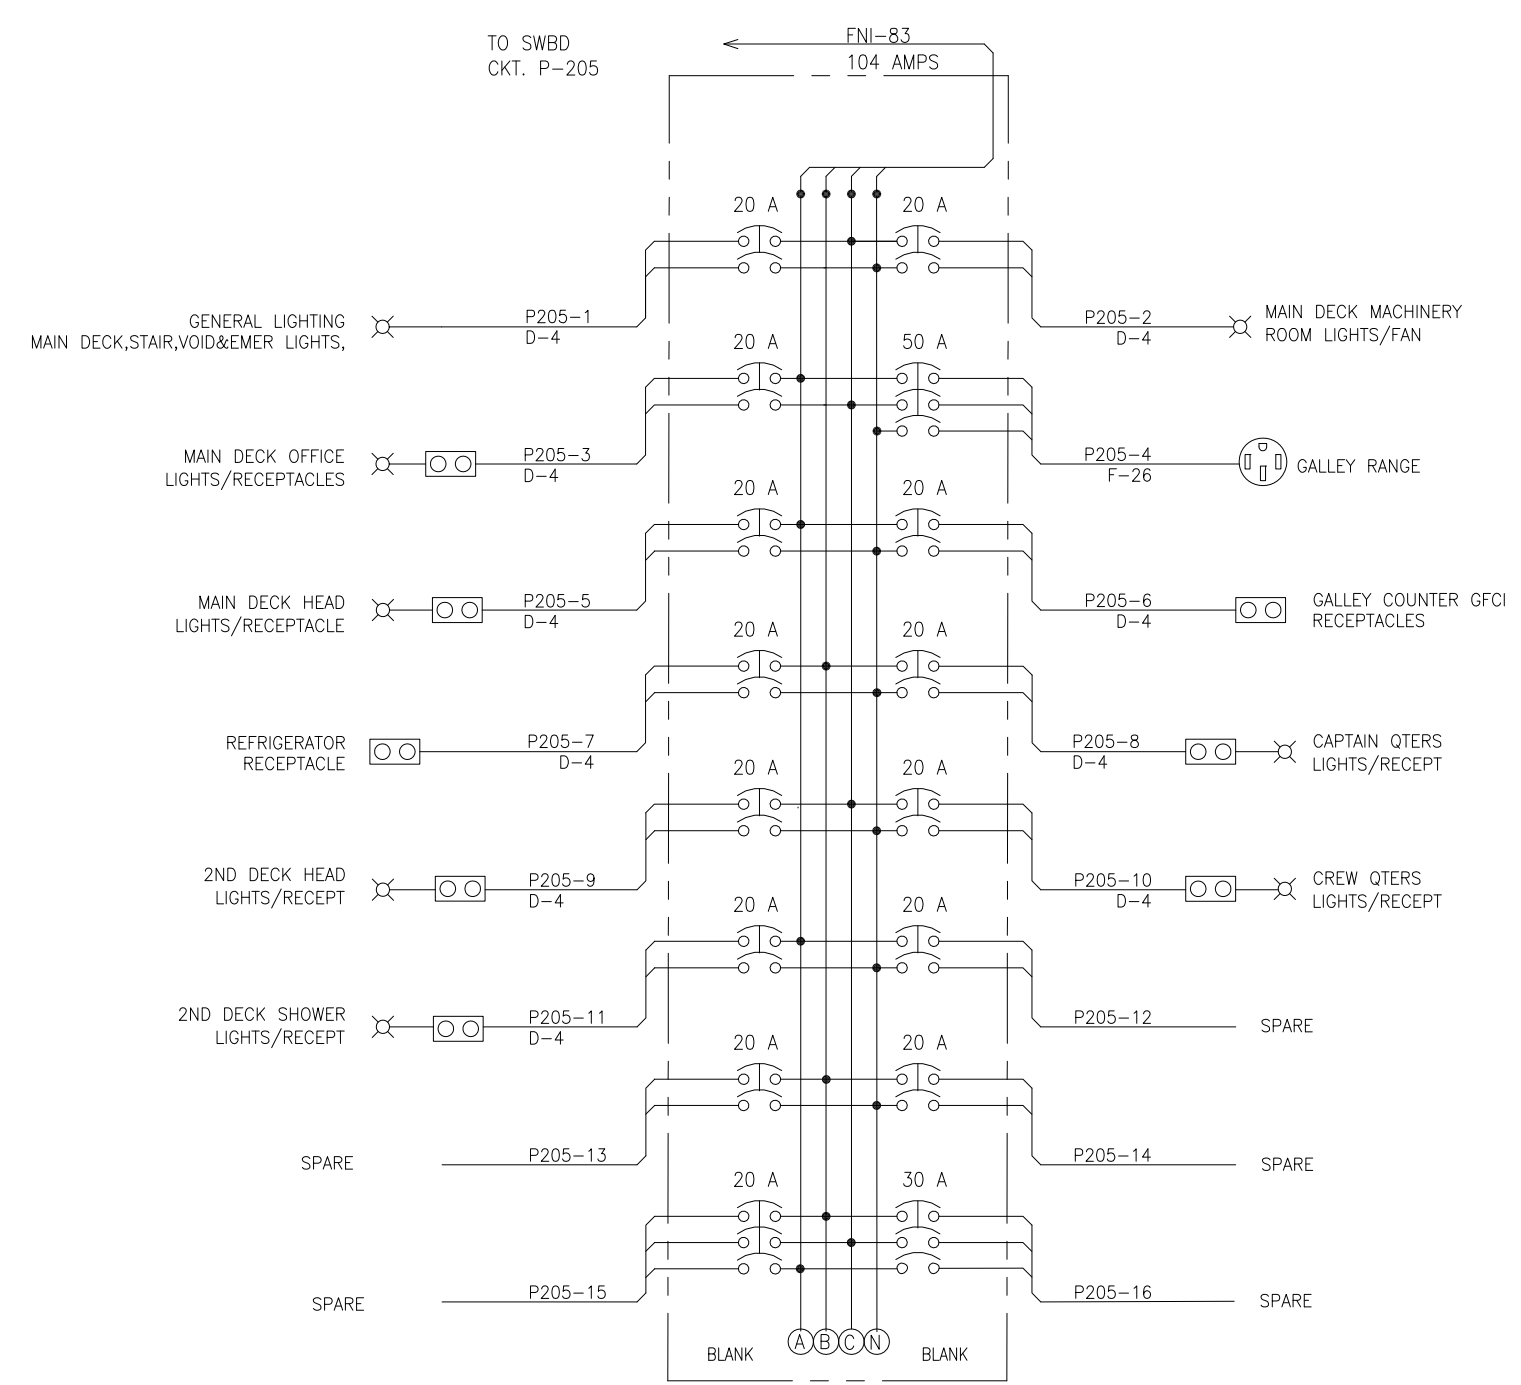 TO SWBD
CKT. P-205
FNI-83
104 AMPS
20 A
20 A
GENERAL LIGHTING
MAIN DECK,STAIR,VOID&EMER LIGHTS,
P205-1
D-4
P205-2
D-4
MAIN DECK MACHINERY
ROOM LIGHTS/FAN
20 A
50 A
MAIN DECK OFFICE
LIGHTS/RECEPTACLES
P205-3
D-4
P205-4
F-26
GALLEY RANGE
20 A
20 A
MAIN DECK HEAD
LIGHTS/RECEPTACLE
P205-5
D-4
P205-6
D-4
GALLEY COUNTER GFCI
RECEPTACLES
20 A
20 A
REFRIGERATOR
RECEPTACLE
P205-7
D-4
P205-8
D-4
CAPTAIN QTERS
LIGHTS/RECEPT
20 A
20 A
2ND DECK HEAD
LIGHTS/RECEPT
P205-9
D-4
P205-10
D-4
CREW QTERS
LIGHTS/RECEPT
20 A
20 A
2ND DECK SHOWER
LIGHTS/RECEPT
P205-11
D-4
P205-12
SPARE
20 A
20 A
SPARE
P205-13
P205-14
SPARE
20 A
30 A
SPARE
P205-15
P205-16
SPARE
BLANK
A B C N
BLANK